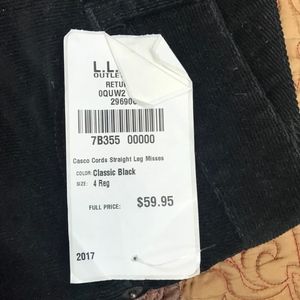 L.L.
OUTLET
RETU
0QUW2
29690
7B355 00000
Casco Cords Straight Leg Misses
COLOR: Classic Black
SIZE: 4 Reg
FULL PRICE: $59.95
2017